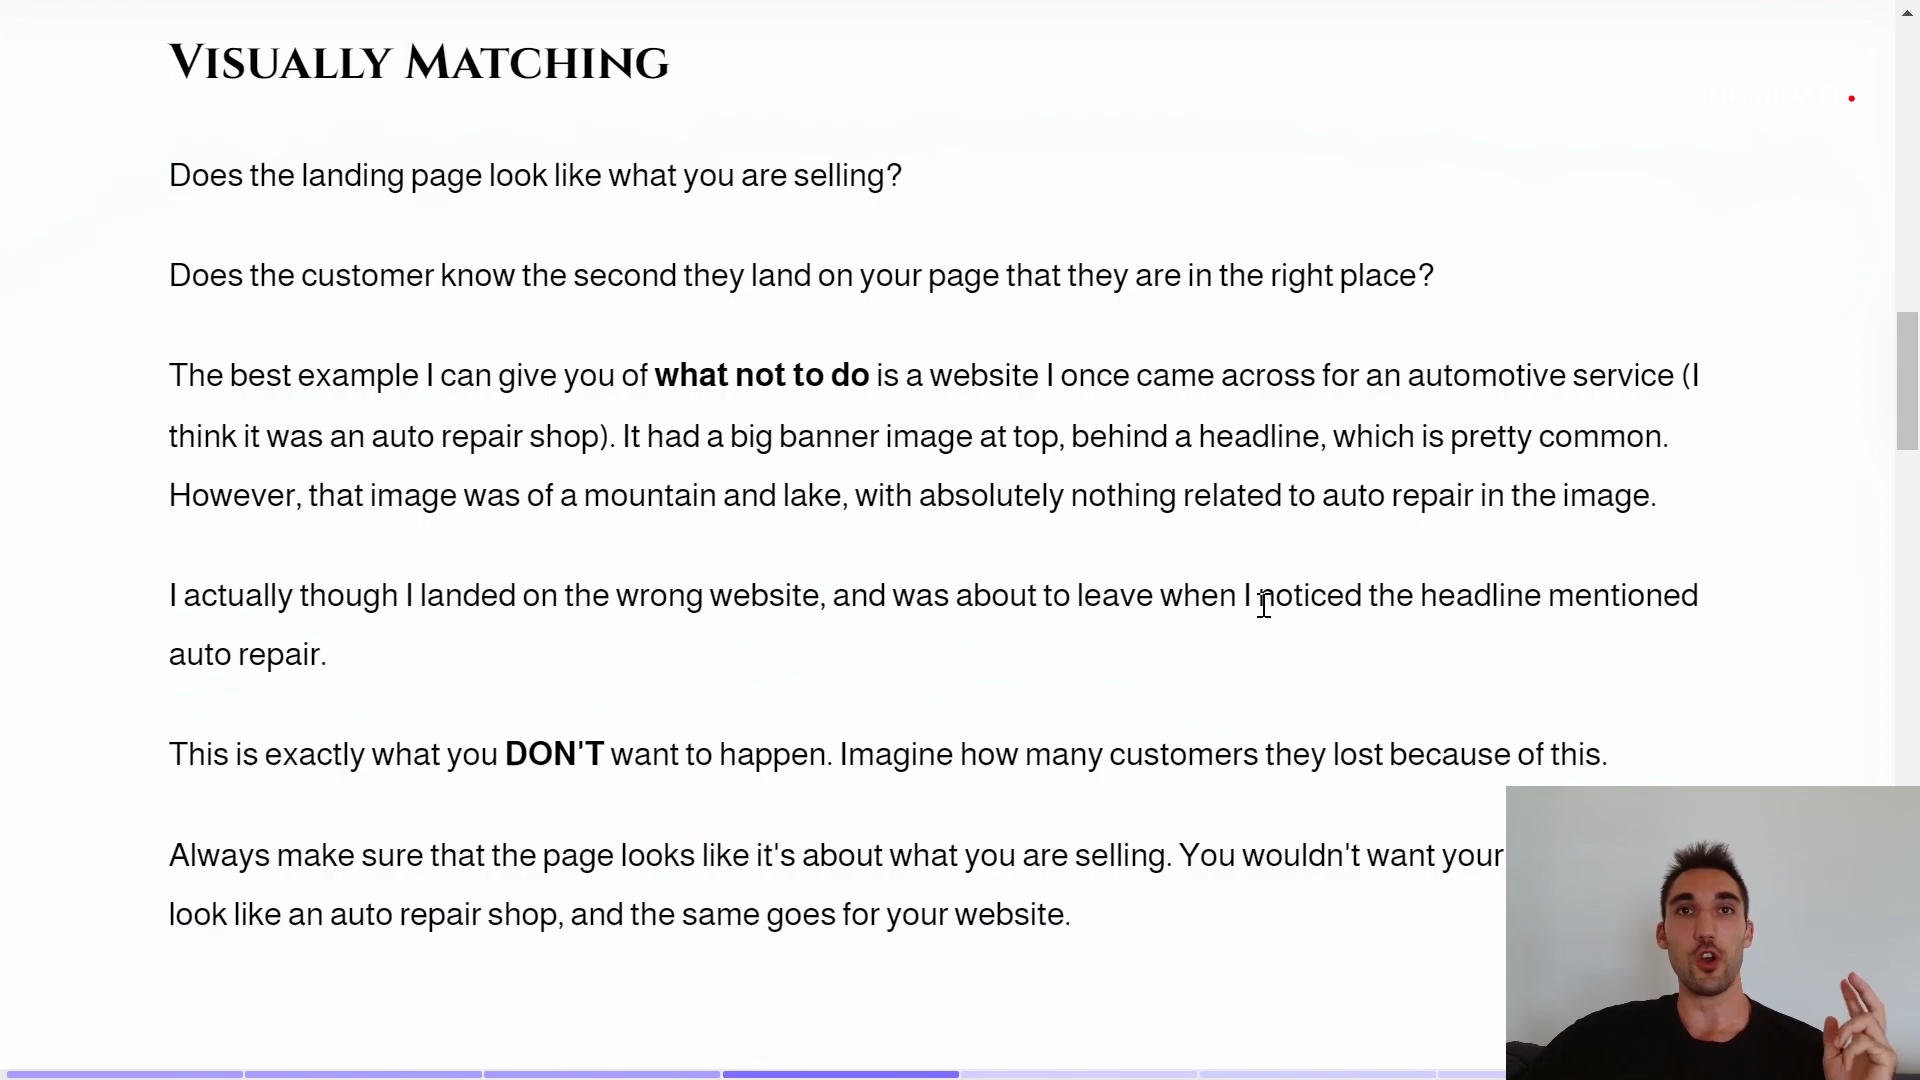 Visually Matching
Does the landing page look like what you are selling?
Does the customer know the second they land on your page that they are in the right place?
The best example I can give you of what not to do is a website I once came across for an automotive service (I
think it was an auto repair shop). It had a big banner image at top, behind a headline, which is pretty common.
However, that image was of a mountain and lake, with absolutely nothing related to auto repair in the image.
I actually though I landed on the wrong website, and was about to leave when I noticed the headline mentioned
auto repair.
This is exactly what you DON'T want to happen. Imagine how many customers they lost because of this.
Always make sure that the page looks like it's about what you are selling. You wouldn't want your
look like an auto repair shop, and the same goes for your website.